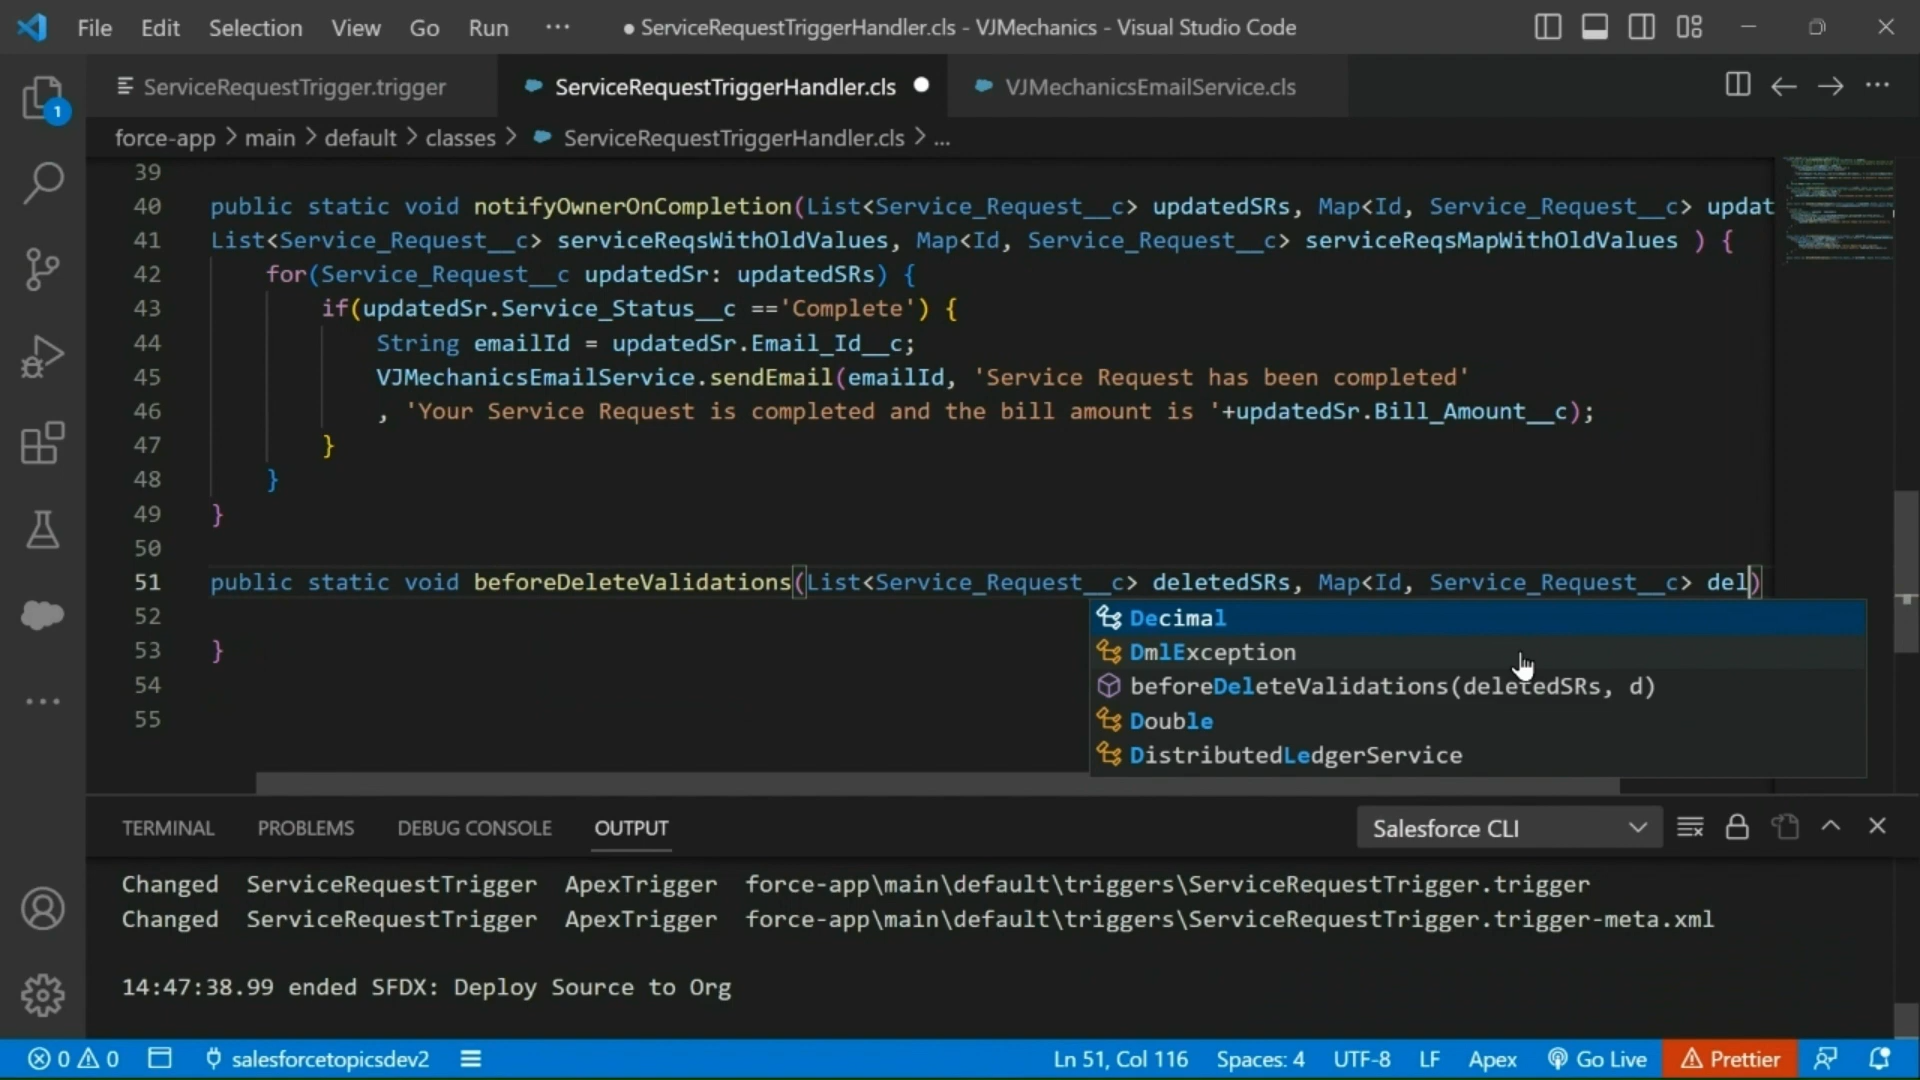 File Edit Selection View Go Run ··· ● ServiceRequestTriggerHandler.cls - VJMechanics - Visual Studio Code
ServiceRequestTrigger.trigger ServiceRequestTriggerHandler.cls ● VJMechanicsEmailService.cls ···
1
force-app > main > default > classes > ServiceRequestTriggerHandler.cls > ...
39
40 public static void notifyOwnerOnCompletion(List<Service_Request__c> updatedSRs, Map<Id, Service_Request__c> updat
41 List<Service_Request__c> serviceReqsWithOldValues, Map<Id, Service_Request__c> serviceReqsMapWithOldValues ) {
42 for(Service_Request__c updatedSr: updatedSRs) {
43 if(updatedSr.Service_Status__c =='Complete') {
44 String emailId = updatedSr.Email_Id__c;
45 VJMechanicsEmailService.sendEmail(emailId, 'Service Request has been completed'
46 , 'Your Service Request is completed and the bill amount is '+updatedSr.Bill_Amount__c);
47 }
48 }
49 }
50
51 public static void beforeDeleteValidations(List<Service_Request__c> deletedSRs, Map<Id, Service_Request__c> del)
52
53 }
54
55
Decimal
DmlException
beforeDeleteValidations(deletedSRs, d)
Double
DistributedLedgerService
TERMINAL PROBLEMS DEBUG CONSOLE OUTPUT Salesforce CLI
Changed ServiceRequestTrigger ApexTrigger force-app\main\default\triggers\ServiceRequestTrigger.trigger
Changed ServiceRequestTrigger ApexTrigger force-app\main\default\triggers\ServiceRequestTrigger.trigger-meta.xml
14:47:38.99 ended SFDX: Deploy Source to Org
0 0 salesforcetopicsdev2 Ln 51, Col 116 Spaces: 4 UTF-8 LF Apex Go Live Prettier